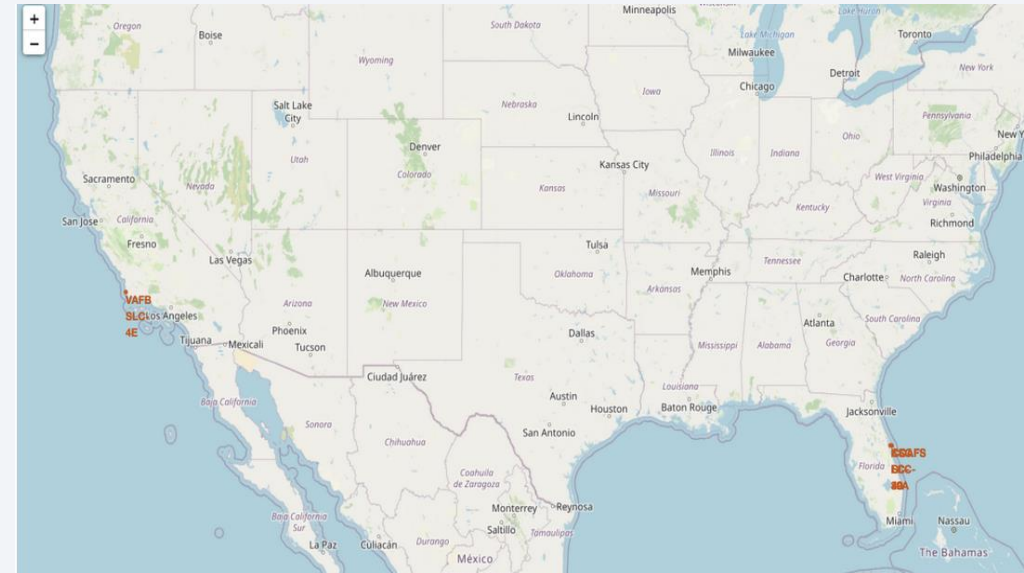 +
−
Oregon
Boise
Wyoming
South Dakota
Minneapolis
Lake Michigan
Lake Huron
Toronto
Milwaukee
Detroit
New York
Chicago
Salt Lake
City
Nebraska
Iowa
Lincoln
Pennsylvania
Ohio
Utah
Denver
Colorado
Illinois
Indiana
Philadelphia
Kansas City
Kansas
Missouri
West Virginia
Washington
Sacramento
Nevada
Kentucky
Virginia
San Jose
California
Fresno
Richmond
Las Vegas
Albuquerque
Tulsa
Oklahoma
Memphis
Tennessee
Raleigh
Charlotte
North Carolina
Arkansas
VAFB
SLC-
4E
Los Angeles
Arizona
New Mexico
Phoenix
Tucson
Tijuana
Mexicali
Dallas
Mississippi
Alabama
Atlanta
Georgia
South Carolina
Ciudad Juárez
Texas
Louisiana
Baja California
Austin
Houston
Baton Rouge
Jacksonville
Sonora
Chihuahua
San Antonio
Florida
Coahuila
de Zaragoza
Baja California
Sur
Monterrey
Reynosa
Saltillo
Tamaulipas
Miami
Nassau
La Paz
Culiacán
Durango
México
The Bahamas